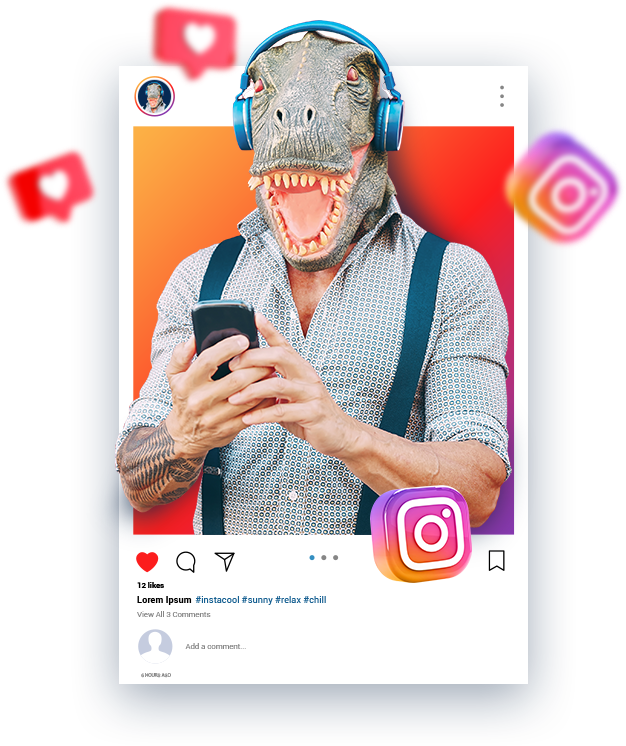 12 likes
Lorem Ipsum #instacool #sunny #relax #chill
View All 3 Comments
Add a comment...
6 HOURS AGO